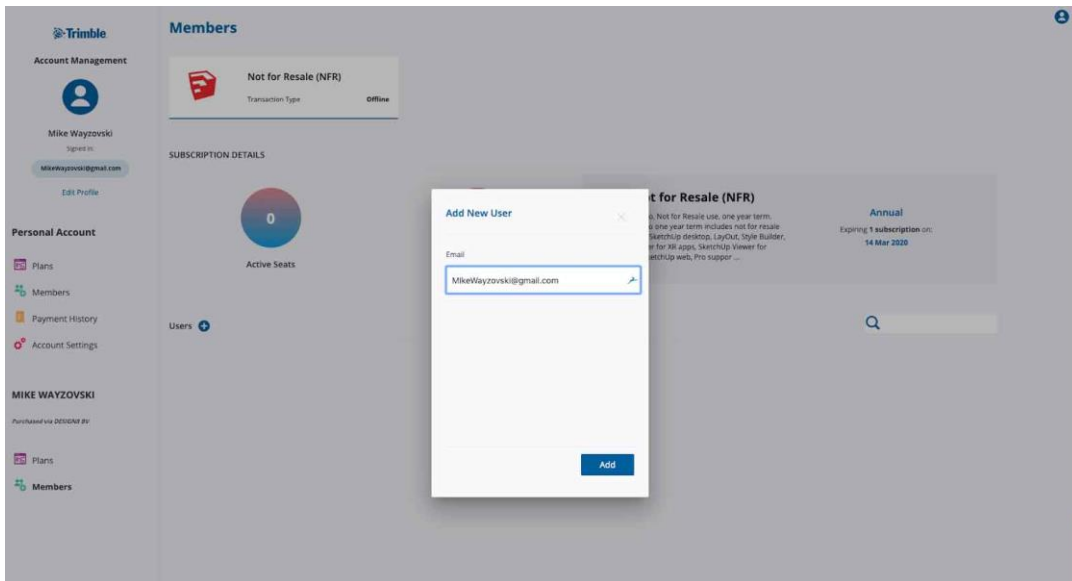 Trimble
Account Management
Mike Wayzovski
Signed in:
MikeWayzovski@gmail.com
Edit Profile
Personal Account
Plans
Members
Payment History
Account Settings
MIKE WAYZOVSKI
Purchased via DESIGN8 BV
Plans
Members
Members
Not for Resale (NFR)
Transaction Type
Offline
SUBSCRIPTION DETAILS
0
Active Seats
Users
Add New User
Email
MikeWayzovski@gmail.com
Add
t for Resale (NFR)
o, Not for Resale use, one year term.
o one year term includes not for resale
SketchUp desktop, LayOut, Style Builder,
er for XR apps, SketchUp Viewer for
ketchUp web, Pro suppor ...
Annual
Expiring 1 subscription on:
14 Mar 2020